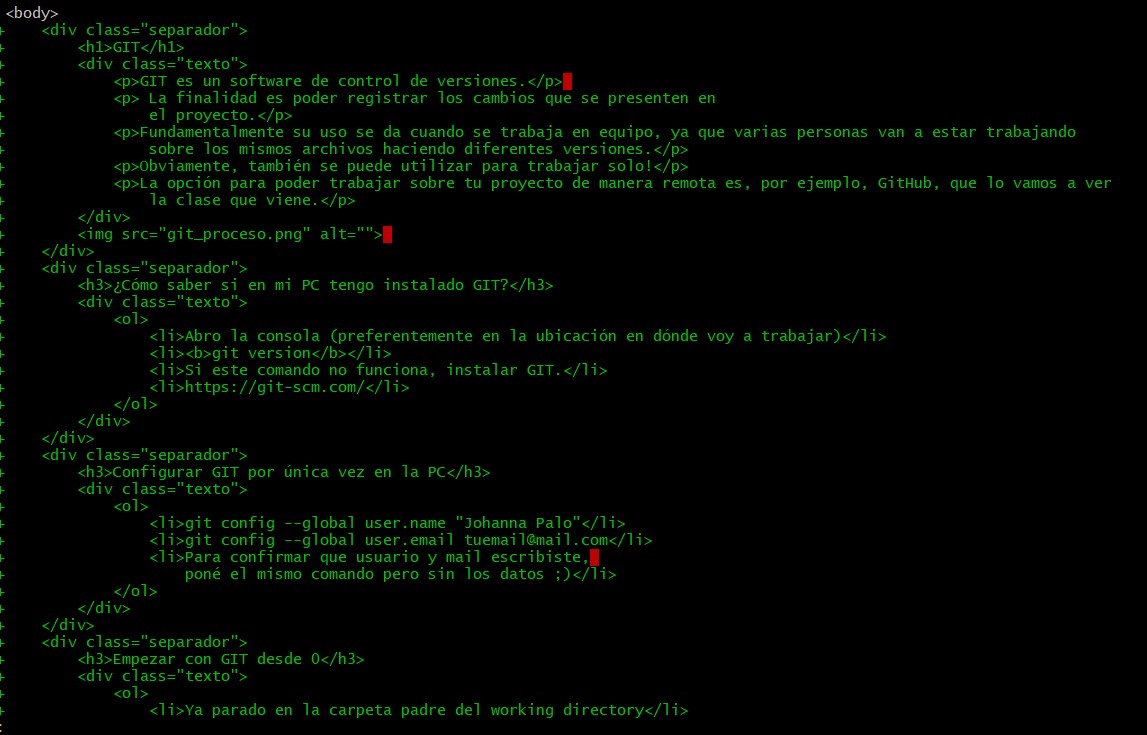 <body>
+    <div class="separador">
+        <h1>GIT</h1>
+        <div class="texto">
+            <p>GIT es un software de control de versiones.</p>
+            <p> La finalidad es poder registrar los cambios que se presenten en
+                el proyecto.</p>
+            <p>Fundamentalmente su uso se da cuando se trabaja en equipo, ya que varias personas van a estar trabajando
+                sobre los mismos archivos haciendo diferentes versiones.</p>
+            <p>Obviamente, también se puede utilizar para trabajar solo!</p>
+            <p>La opción para poder trabajar sobre tu proyecto de manera remota es, por ejemplo, GitHub, que lo vamos a ver
+                la clase que viene.</p>
+        </div>
+        <img src="git_proceso.png" alt="">
+    </div>
+    <div class="separador">
+        <h3>¿Cómo saber si en mi PC tengo instalado GIT?</h3>
+        <div class="texto">
+            <ol>
+                <li>Abro la consola (preferentemente en la ubicación en dónde voy a trabajar)</li>
+                <li><b>git version</b></li>
+                <li>Si este comando no funciona, instalar GIT.</li>
+                <li>https://git-scm.com/</li>
+            </ol>
+        </div>
+    </div>
+    <div class="separador">
+        <h3>Configurar GIT por única vez en la PC</h3>
+        <div class="texto">
+            <ol>
+                <li>git config --global user.name "Johanna Palo"</li>
+                <li>git config --global user.email tuemail@mail.com</li>
+                <li>Para confirmar que usuario y mail escribiste,
+                    poné el mismo comando pero sin los datos ;)</li>
+            </ol>
+        </div>
+    </div>
+    <div class="separador">
+        <h3>Empezar con GIT desde 0</h3>
+        <div class="texto">
+            <ol>
+                <li>Ya parado en la carpeta padre del working directory</li>
: